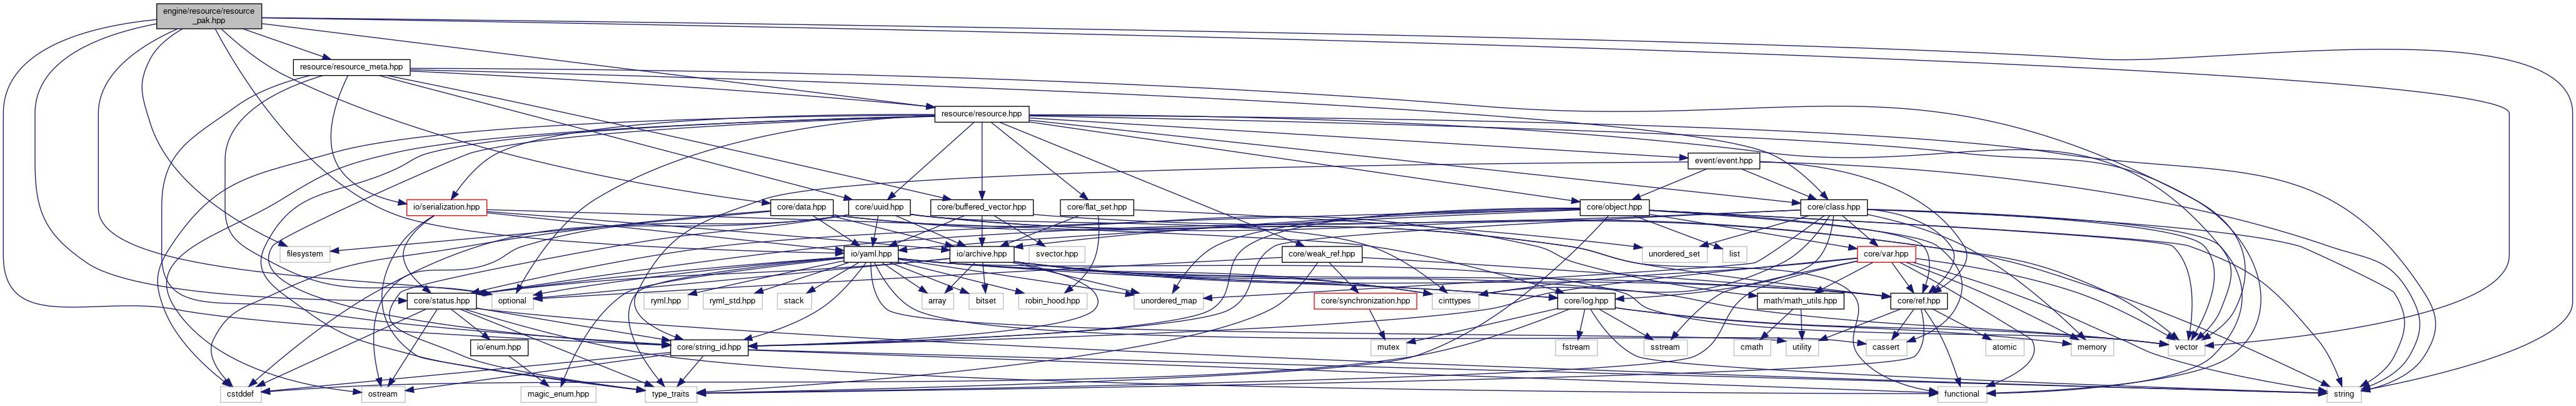 engine/resource/resource
_pak.hpp
resource/resource_meta.hpp
resource/resource.hpp
event/event.hpp
io/serialization.hpp
core/data.hpp
core/uuid.hpp
core/buffered_vector.hpp
core/flat_set.hpp
core/object.hpp
core/class.hpp
filesystem
io/yaml.hpp
io/archive.hpp
svector.hpp
core/weak_ref.hpp
unordered_set
list
core/var.hpp
core/status.hpp
optional
ryml.hpp
ryml_std.hpp
stack
array
bitset
robin_hood.hpp
unordered_map
core/synchronization.hpp
cinttypes
core/log.hpp
math/math_utils.hpp
core/ref.hpp
io/enum.hpp
core/string_id.hpp
mutex
fstream
sstream
cmath
utility
cassert
atomic
memory
vector
cstddef
ostream
magic_enum.hpp
type_traits
functional
string